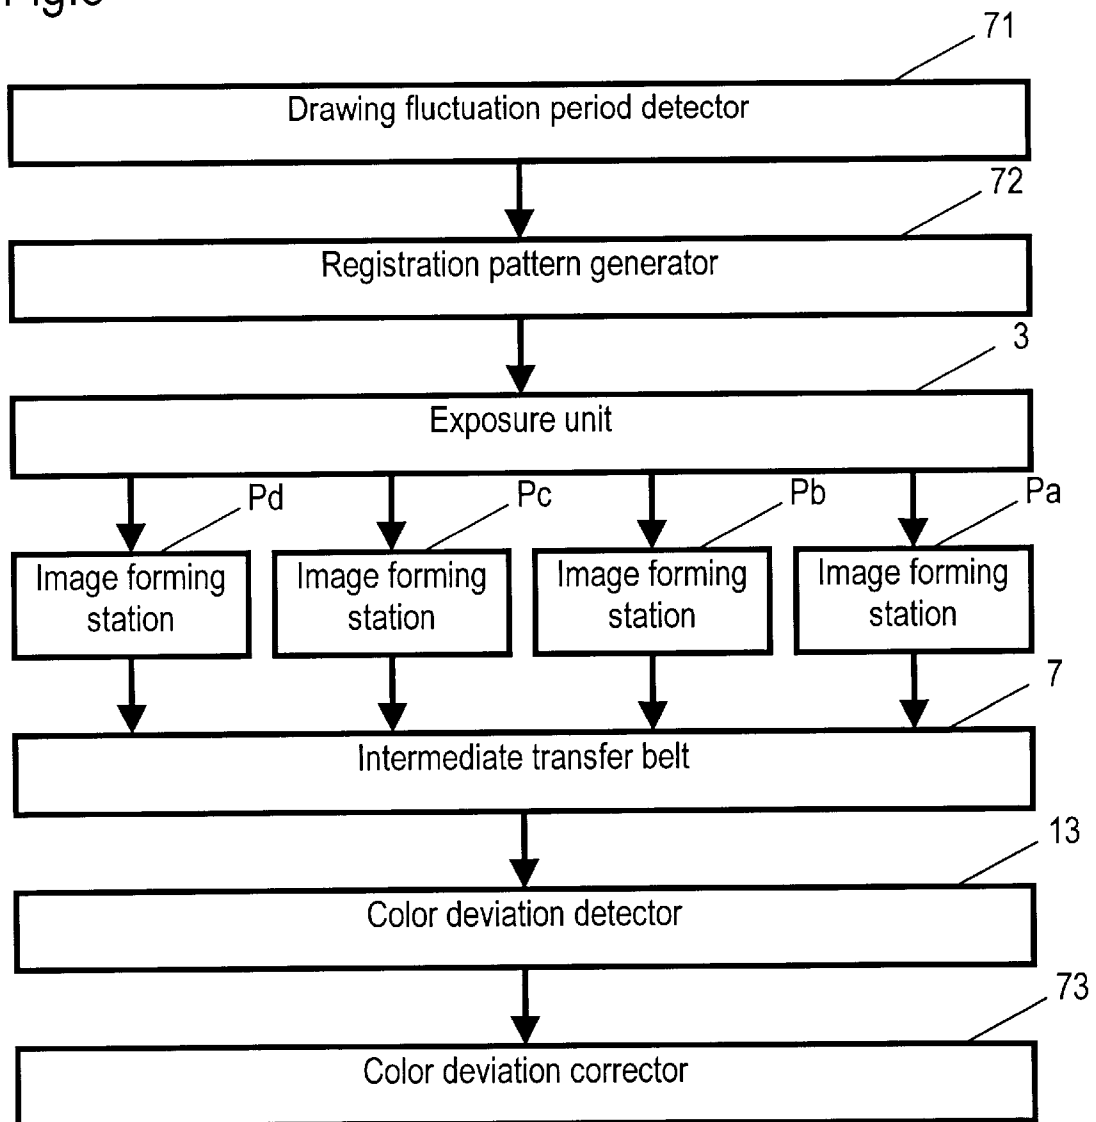 71
Drawing fluctuation period detector
72
Registration pattern generator
3
Exposure unit
Pd
Pc
Pb
Pa
Image forming
station
Image forming
station
Image forming
station
Image forming
station
7
Intermediate transfer belt
13
Color deviation detector
73
Color deviation corrector